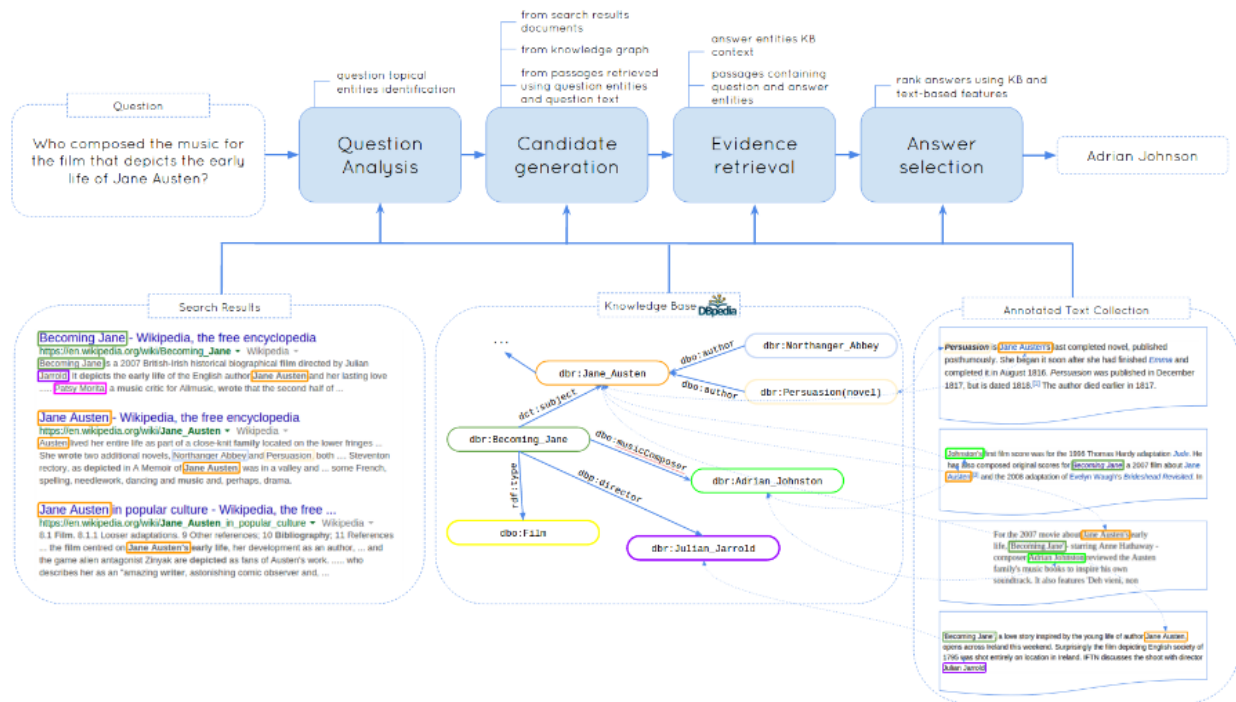 from search results
documents
from knowledge graph
from passages retrieved
using question entities
and question text
answer entities KB
context
passages containing
question and answer
entities
question topical
entities identification
rank answers using KB and
text-based features
Question
Who composed the music for
the film that depicts the early
life of Jane Austen?
Question
Analysis
Candidate
generation
Evidence
retrieval
Answer
selection
Adrian Johnson
Search Results
Becoming Jane - Wikipedia, the free encyclopedia
https://en.wikipedia.org/wiki/Becoming_Jane ▾ Wikipedia ▾
Becoming Jane is a 2007 British-Irish historical biographical film directed by Julian
Jarrold. It depicts the early life of the English author Jane Austen and her lasting love
..... Patsy Morita, a music critic for Allmusic, wrote that the second half of ...
Jane Austen - Wikipedia, the free encyclopedia
https://en.wikipedia.org/wiki/Jane_Austen ▾ Wikipedia ▾
Austen lived her entire life as part of a close-knit family located on the lower fringes ...
She wrote two additional novels, Northanger Abbey and Persuasion, both .... Steventon
rectory, as depicted in A Memoir of Jane Austen, was in a valley and ... some French,
spelling, needlework, dancing and music and, perhaps, drama.
Jane Austen in popular culture - Wikipedia, the free ...
https://en.wikipedia.org/wiki/Jane_Austen_in_popular_culture ▾ Wikipedia ▾
8.1 Film. 8.1.1 Looser adaptations. 9 Other references; 10 Bibliography; 11 References
... the film centred on Jane Austen's early life, her development as an author, ... and
the game alien antagonist Zinyak are depicted as fans of Austen's work. ..... who
describes her as an "amazing writer, astonishing comic observer and, ...
Knowledge Base
DBpedia
...
dbr:Jane_Austen
dbo:author
dbr:Northanger_Abbey
dbo:author
dbr:Persuasion(novel)
dct:subject
dbr:Becoming_Jane
dbo:musicComposer
dbr:Adrian_Johnston
rdf:type
dbp:director
dbo:Film
dbr:Julian_Jarrold
Annotated Text Collection
Persuasion is Jane Austen's last completed novel, published
posthumously. She began it soon after she had finished Emma and
completed it in August 1816. Persuasion was published in December
1817, but is dated 1818.[1] The author died earlier in 1817.
Johnston's first film score was for the 1996 Thomas Hardy adaptation Jude. He
has also composed original scores for Becoming Jane, a 2007 film about Jane
Austen and the 2008 adaptation of Evelyn Waugh's Brideshead Revisited. In
For the 2007 movie about Jane Austen's early
life, 'Becoming Jane' - starring Anne Hathaway -
composer Adrian Johnston reviewed the Austen
family's music books to inspire his own
soundtrack. It also features 'Deh vieni, non
'Becoming Jane', a love story inspired by the young life of author Jane Austen,
opens across Ireland this weekend. Surprisingly the film depicting English society of
1795 was shot entirely on location in Ireland. IFTN discusses the shoot with director
Julian Jarrold